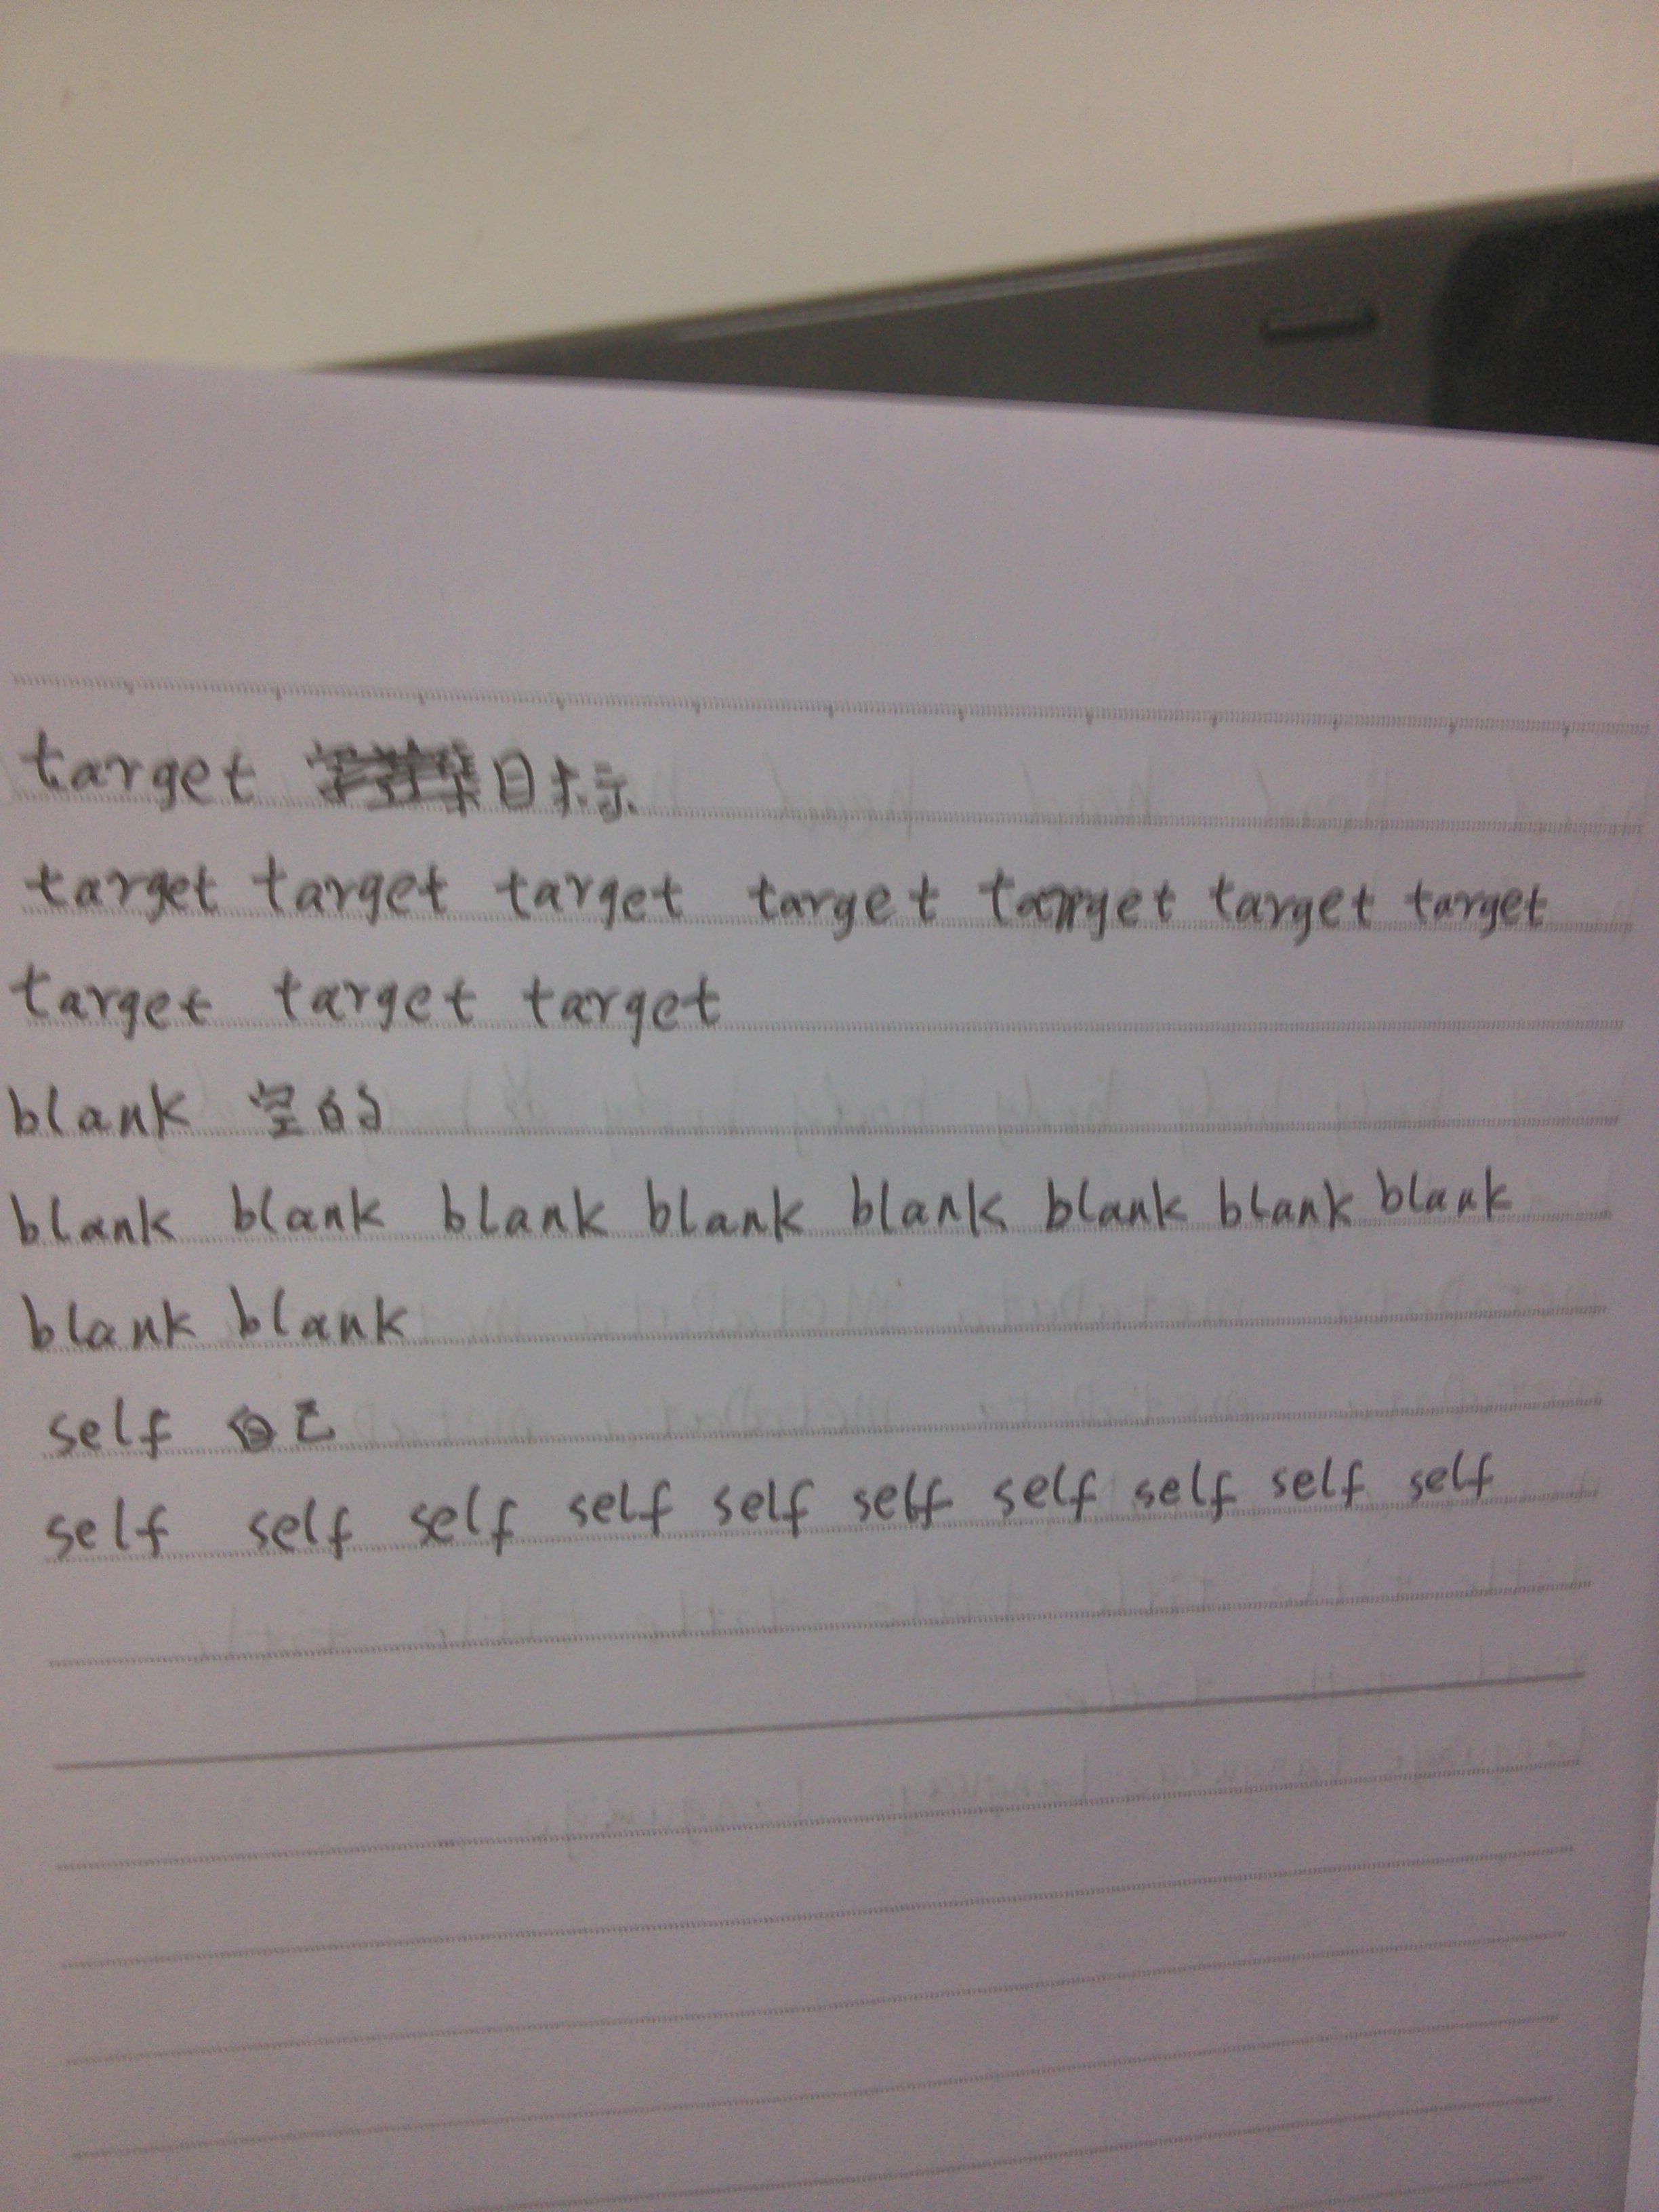 target 目标
target target target target target target target
target target target
blank 空的
blank blank blank blank blank blank blank blank
blank blank
self 自己
self self self self self self self self self self